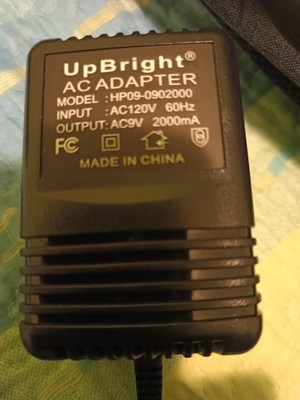 UpBright®
AC ADAPTER
MODEL : HP09-0902000
INPUT : AC120V 60Hz
OUTPUT: AC9V 2000mA
FC
MADE IN CHINA